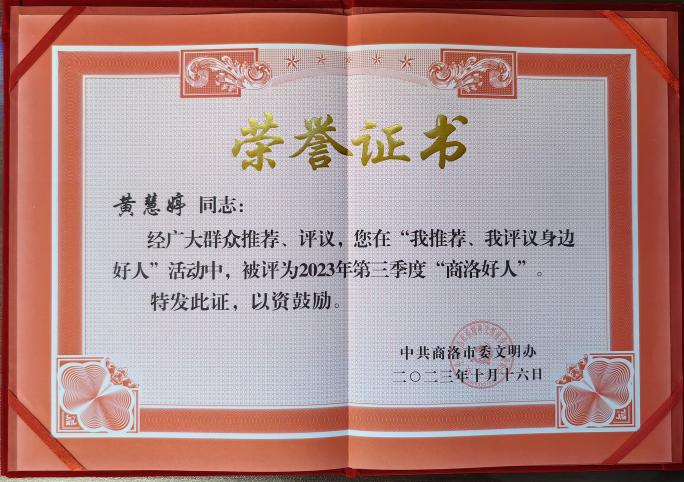 荣誉证书
黄慧婷 同志：
经广大群众推荐、评议，您在“我推荐、我评议身边
好人”活动中，被评为2023年第三季度“商洛好人”。
特发此证，以资鼓励。
中共商洛市委文明办
二〇二三年十月十六日